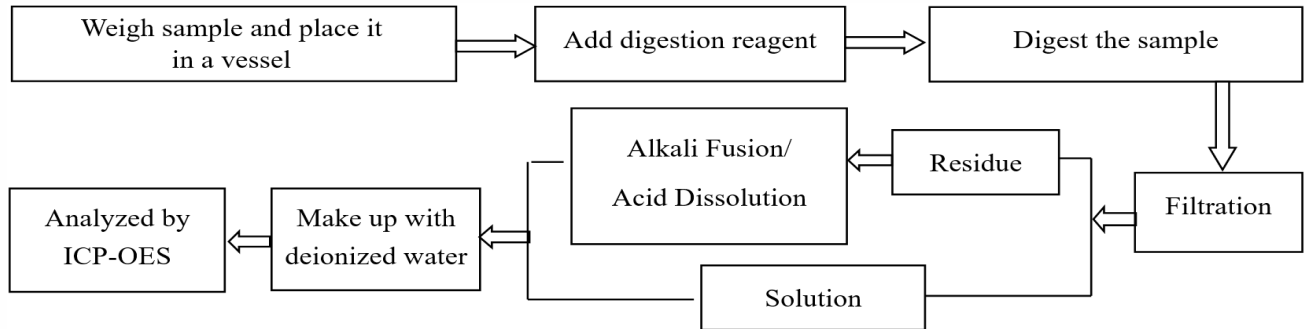 Weigh sample and place it
in a vessel
Add digestion reagent
Digest the sample
Filtration
Residue
Alkali Fusion/
Acid Dissolution
Solution
Make up with
deionized water
Analyzed by
ICP-OES